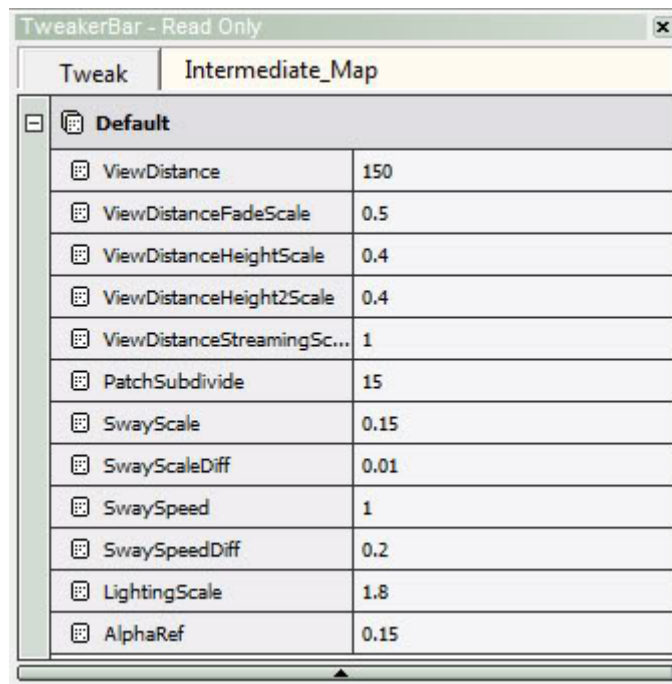 TweakerBar - Read Only
Tweak Intermediate_Map
Default
ViewDistance 150
ViewDistanceFadeScale 0.5
ViewDistanceHeightScale 0.4
ViewDistanceHeight2Scale 0.4
ViewDistanceStreamingSc... 1
PatchSubdivide 15
SwayScale 0.15
SwayScaleDiff 0.01
SwaySpeed 1
SwaySpeedDiff 0.2
LightingScale 1.8
AlphaRef 0.15